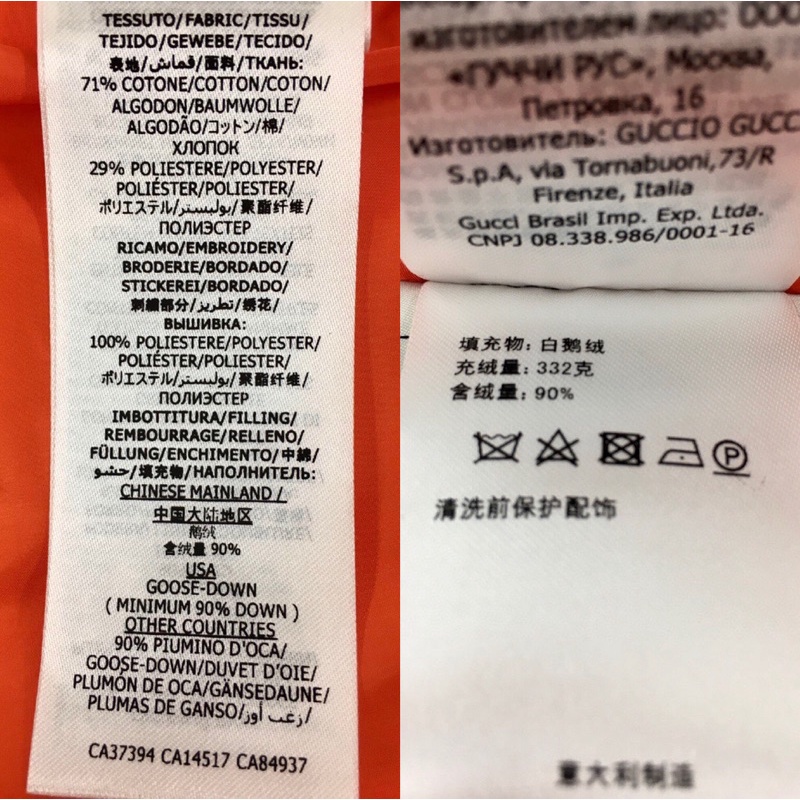 TESSUTO/FABRIC/TISSU/
TEJIDO/GEWEBE/TECIDO/
表地/قماش/面料/ТКАНЬ:
71% COTONE/COTTON/COTON/
ALGODON/BAUMWOLLE/
ALGODÃO/コットン/棉/
ХЛОПОК
29% POLIESTERE/POLYESTER/
POLIÉSTER/POLIESTER/
ポリエステル/بوليستر/聚酯纤维/
ПОЛИЭСТЕР
RICAMO/EMBROIDERY/
BRODERIE/BORDADO/
STICKEREI/BORDADO/
刺繍部分/تطريز/绣花/
ВЫШИВКА:
100% POLIESTERE/POLYESTER/
POLIÉSTER/POLIESTER/
ポリエステル/بوليستر/聚酯纤维/
ПОЛИЭСТЕР
IMBOTTITURA/FILLING/
REMBOURRAGE/RELLENO/
FÜLLUNG/ENCHIMENTO/中綿/
حشو/填充物/НАПОЛНИТЕЛЬ:
CHINESE MAINLAND /
中国大陆地区
鹅绒
含绒量 90%
USA
GOOSE-DOWN
( MINIMUM 90% DOWN )
OTHER COUNTRIES
90% PIUMINO D'OCA/
GOOSE-DOWN/DUVET D'OIE/
PLUMÓN DE OCA/GÄNSEDAUNE/
PLUMAS DE GANSO/زغب أوز/
CA37394 CA14517 CA84937
изготовителем лицо: ООО
«ГУЧЧИ РУС», Москва,
Петровка, 16
Изготовитель: GUCCIO GUCC
S.p.A, via Tornabuoni,73/R
Firenze, Italia
Gucci Brasil Imp. Exp. Ltda.
CNPJ 08.338.986/0001-16
填充物: 白鹅绒
充绒量: 332克
含绒量: 90%
P
清洗前保护配饰
意大利制造